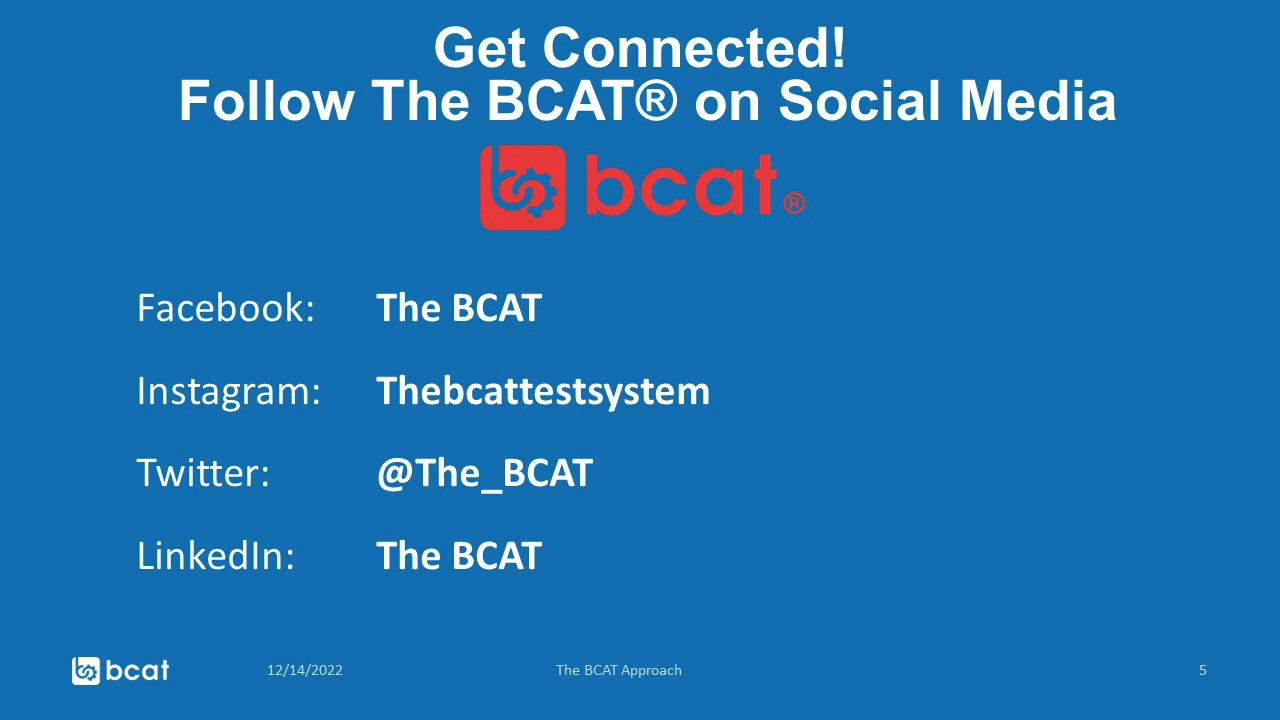 Get Connected!
Follow The BCAT® on Social Media
bcat®
Facebook: The BCAT
Instagram: Thebcattestsystem
Twitter: @The_BCAT
LinkedIn: The BCAT
bcat 12/14/2022 The BCAT Approach 5